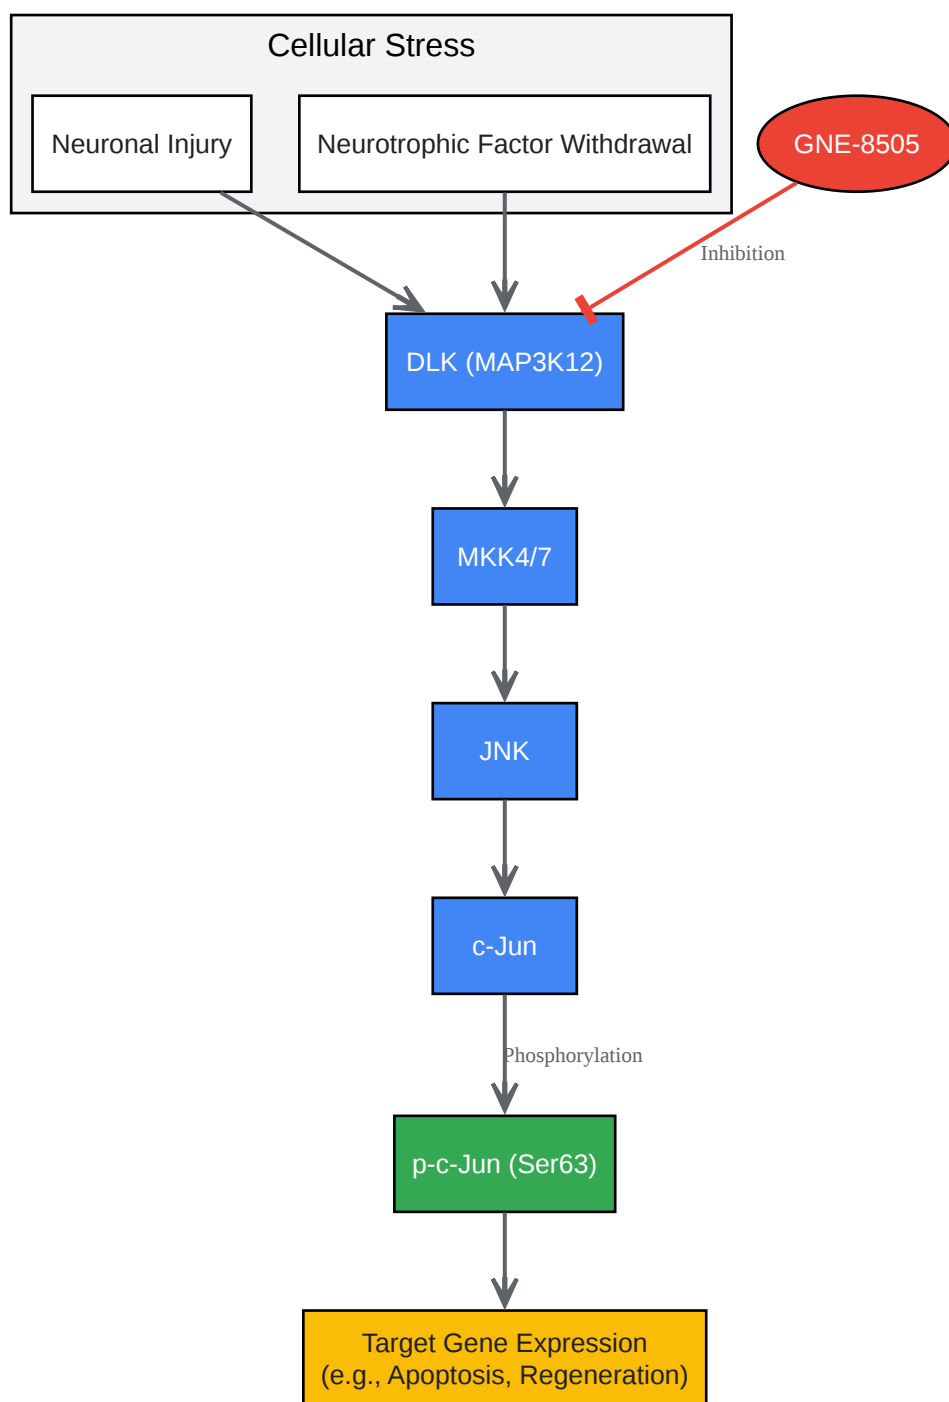 Cellular Stress
Neuronal Injury
Neurotrophic Factor Withdrawal
GNE-8505
Inhibition
DLK (MAP3K12)
MKK4/7
JNK
c-Jun
Phosphorylation
p-c-Jun (Ser63)
Target Gene Expression
(e.g., Apoptosis, Regeneration)